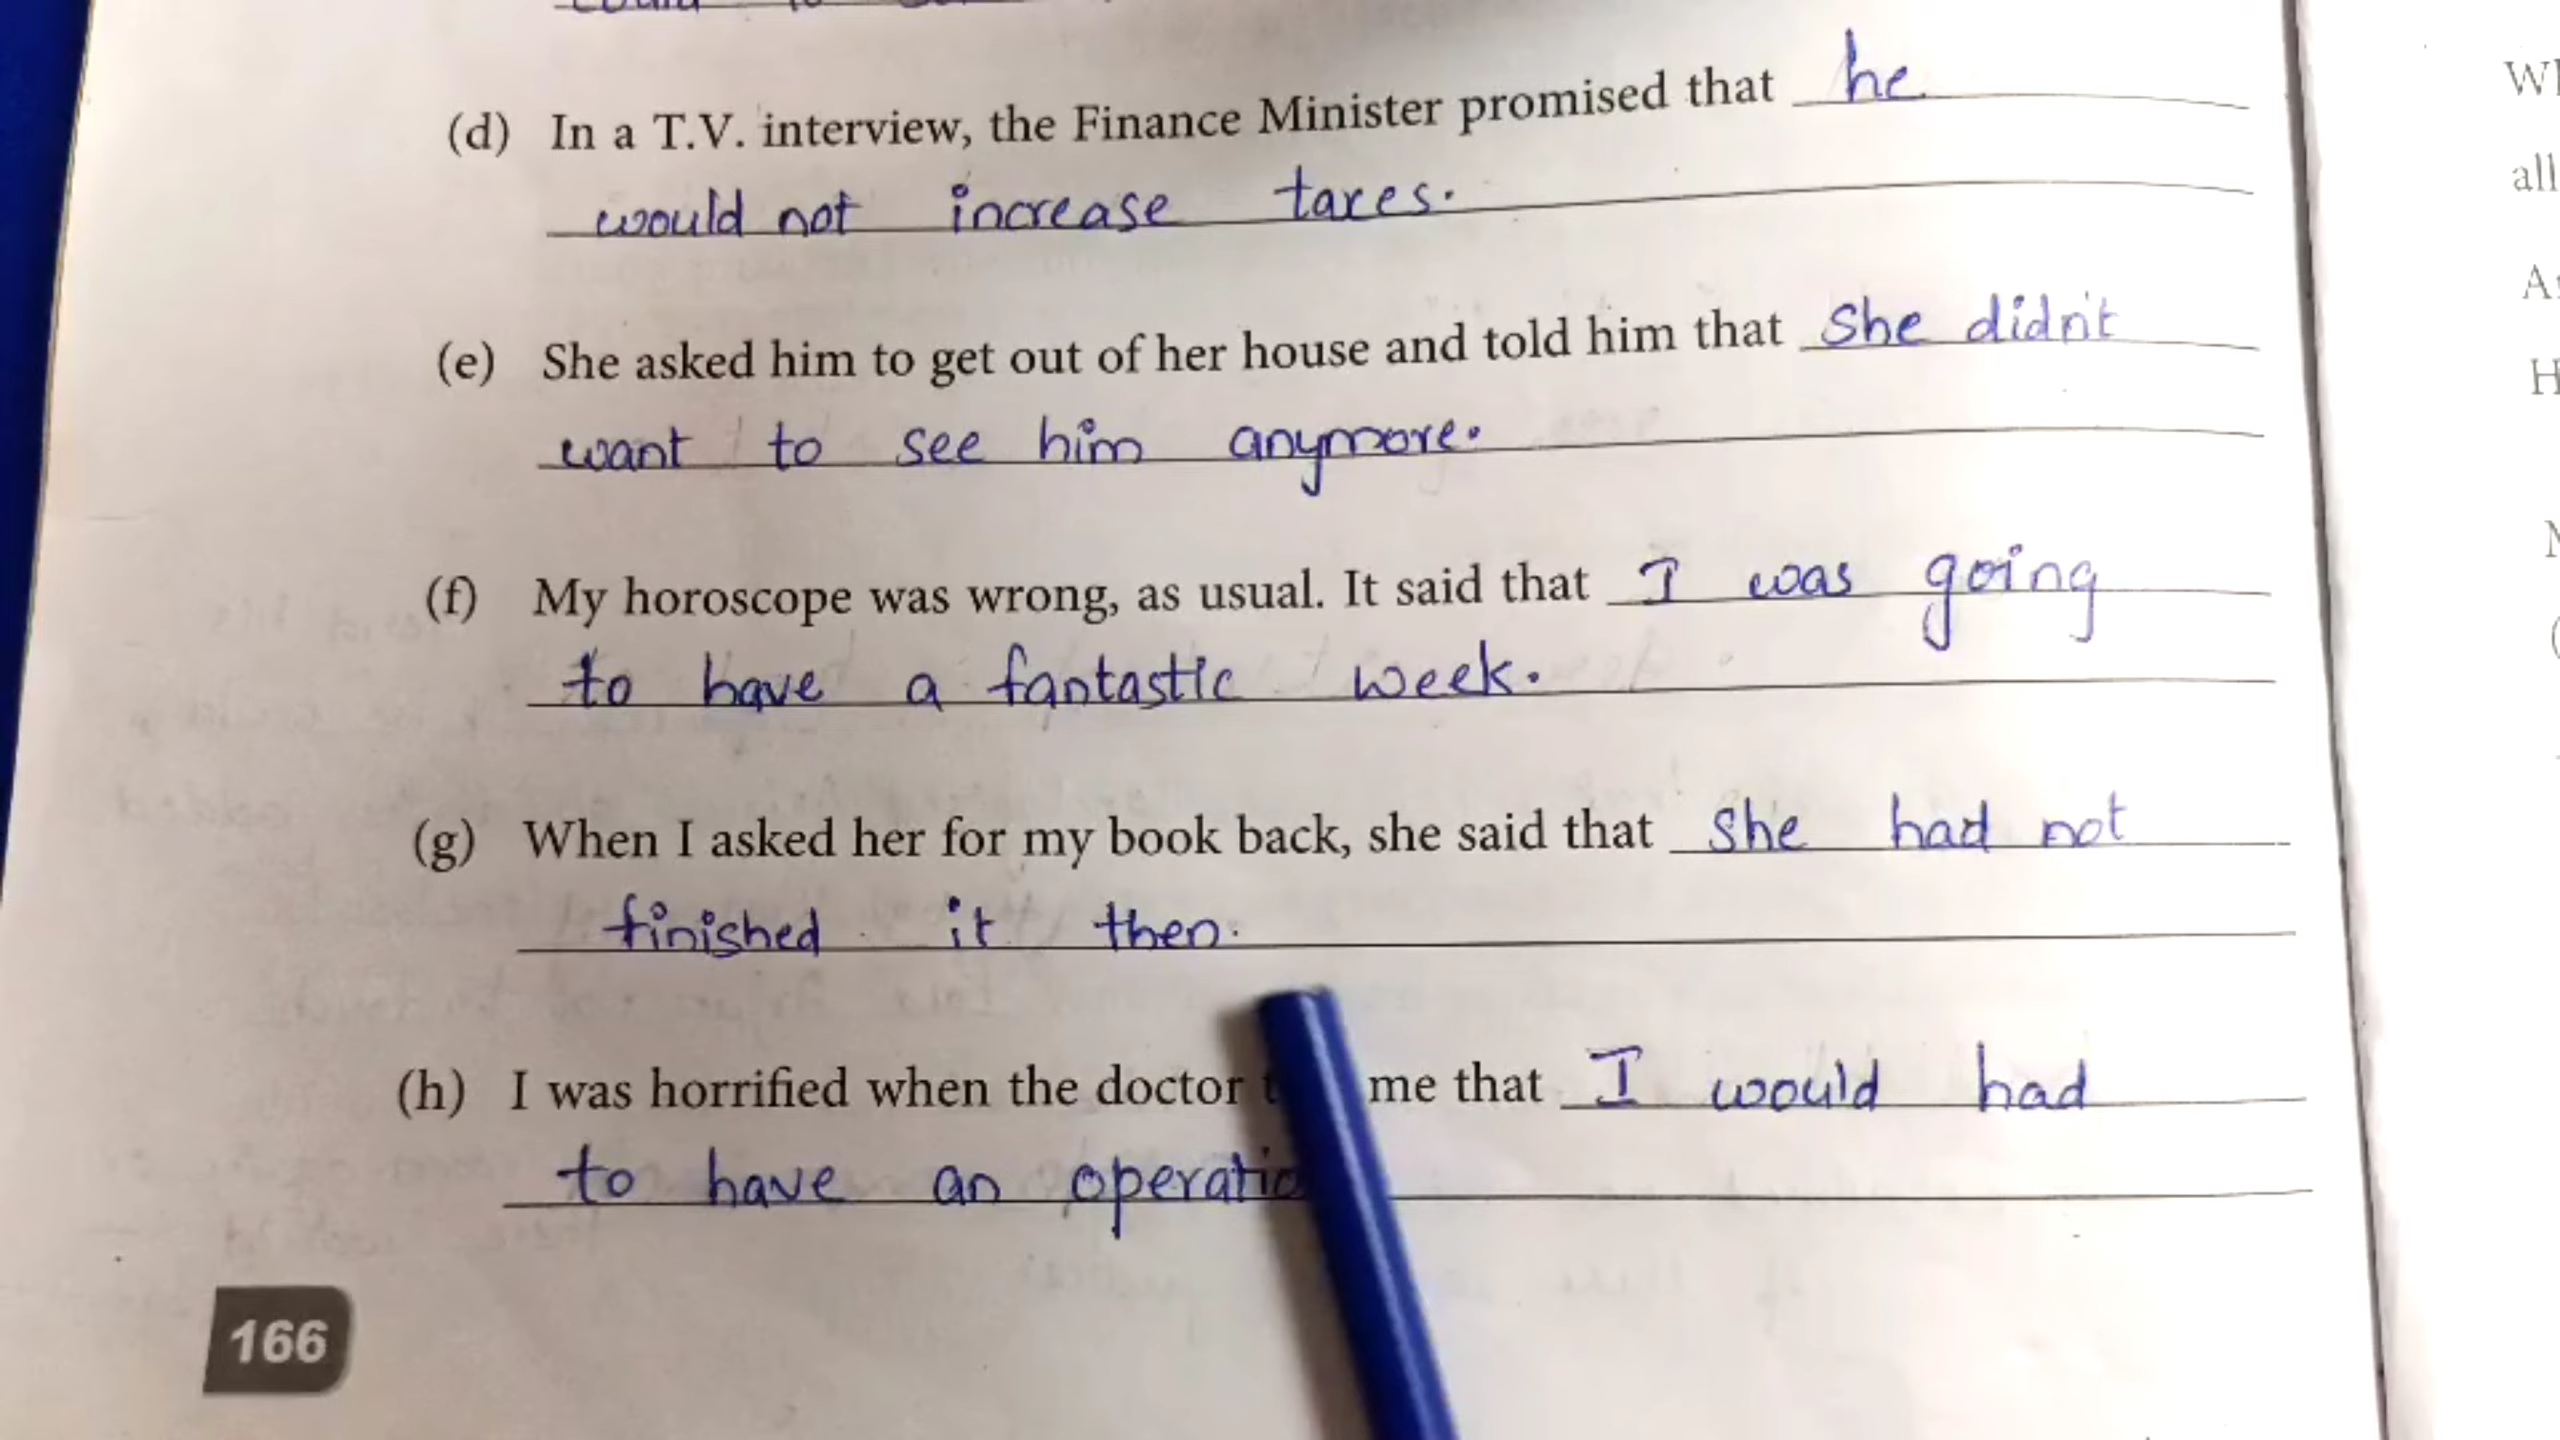 (d) In a T.V. interview, the Finance Minister promised that he
would not increase taxes.
(e) She asked him to get out of her house and told him that she didn't
want to see him anymore.
(f) My horoscope was wrong, as usual. It said that I was going
to have a fantastic week.
(g) When I asked her for my book back, she said that she had not
finished it then.
(h) I was horrified when the doctor me that I would had
to have an
166
all